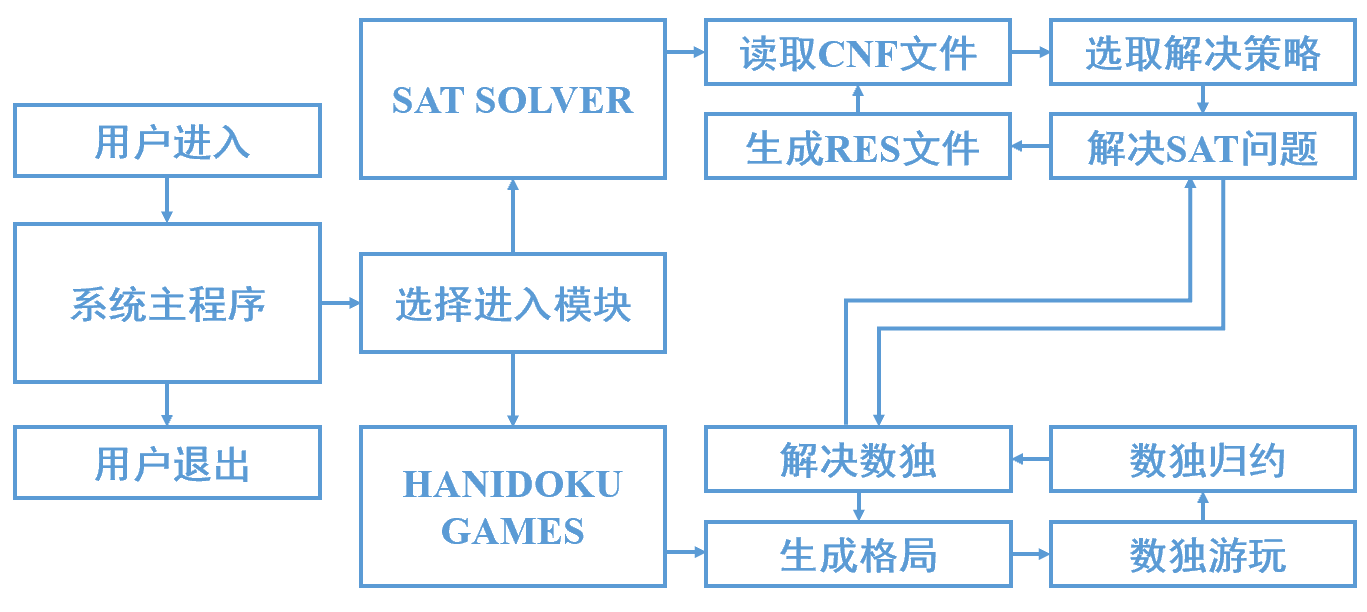 用户进入
系统主程序
用户退出
选择进入模块
SAT SOLVER
读取CNF文件
选取解决策略
生成RES文件
解决SAT问题
HANIDOKU
GAMES
解决数独
数独归约
生成格局
数独游玩